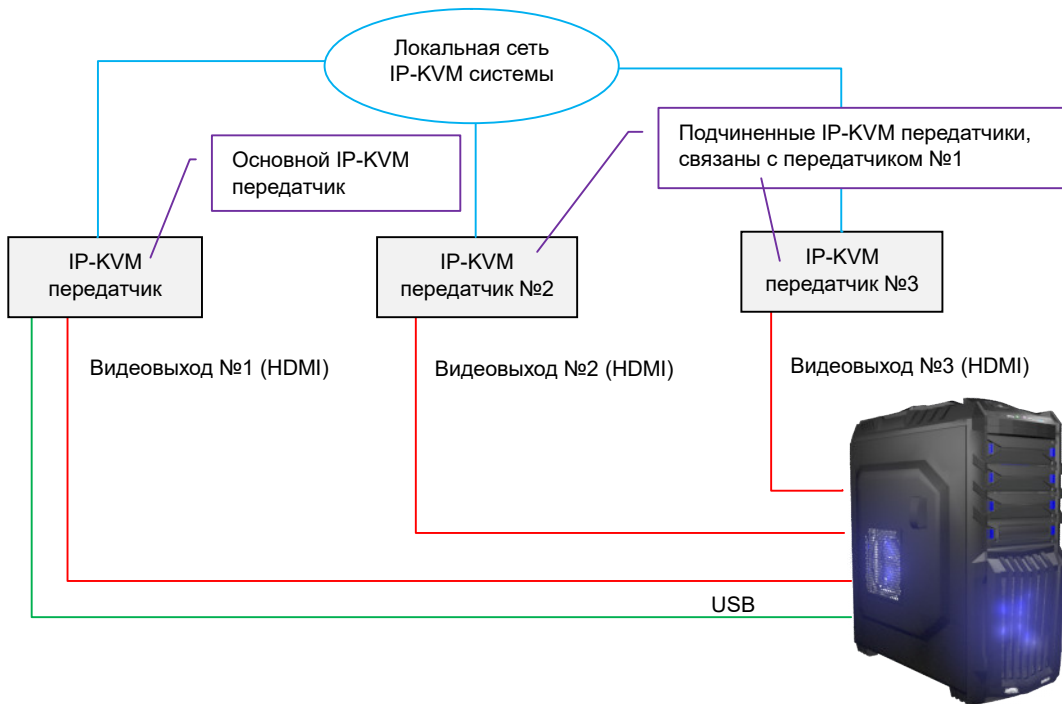 Локальная сеть
IP-KVM системы
Основной IP-KVM
передатчик
Подчиненные IP-KVM передатчики,
связаны с передатчиком №1
IP-KVM
передатчик
IP-KVM
передатчик №2
IP-KVM
передатчик №3
Видеовыход №1 (HDMI)
Видеовыход №2 (HDMI)
Видеовыход №3 (HDMI)
USB